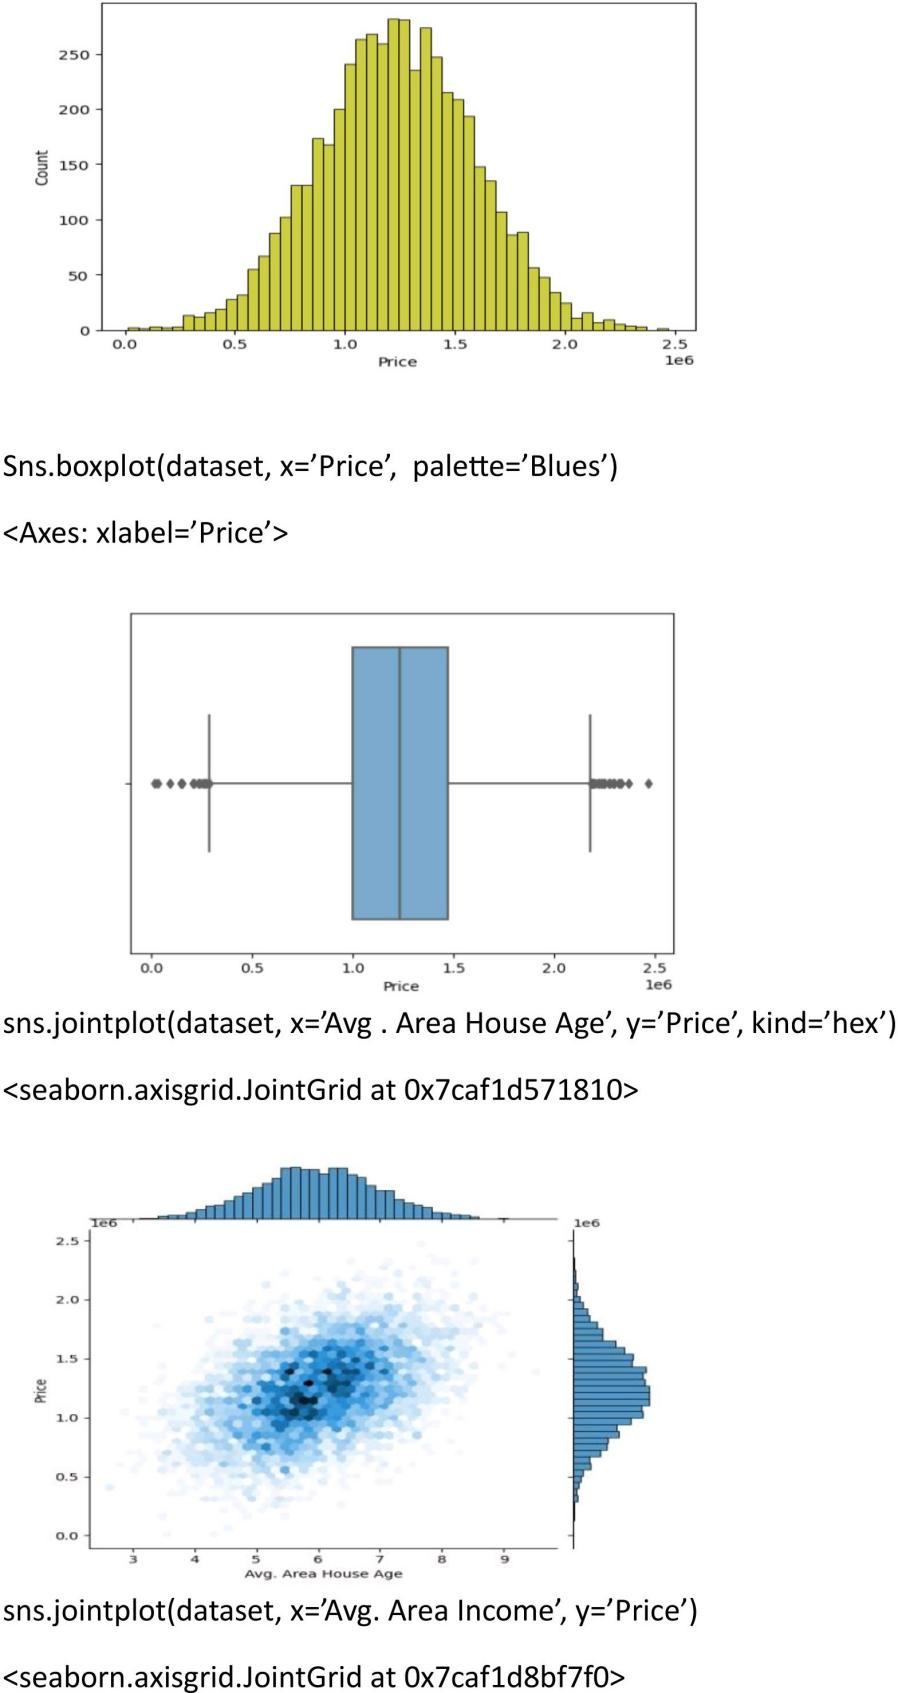 250
200
150
100
50
0
Count
0.0 0.5 1.0 1.5 2.0 2.5
1e6
Price
Sns.boxplot(dataset, x=’Price’, palette=’Blues’)
<Axes: xlabel=’Price’>
0.0 0.5 1.0 1.5 2.0 2.5
1e6
Price
sns.jointplot(dataset, x=’Avg . Area House Age’, y=’Price’, kind=’hex’)
<seaborn.axisgrid.JointGrid at 0x7caf1d571810>
1e6 1e6
2.5
2.0
1.5
1.0
0.5
0.0
Price
3 4 5 6 7 8 9
Avg. Area House Age
sns.jointplot(dataset, x=’Avg. Area Income’, y=’Price’)
<seaborn.axisgrid.JointGrid at 0x7caf1d8bf7f0>